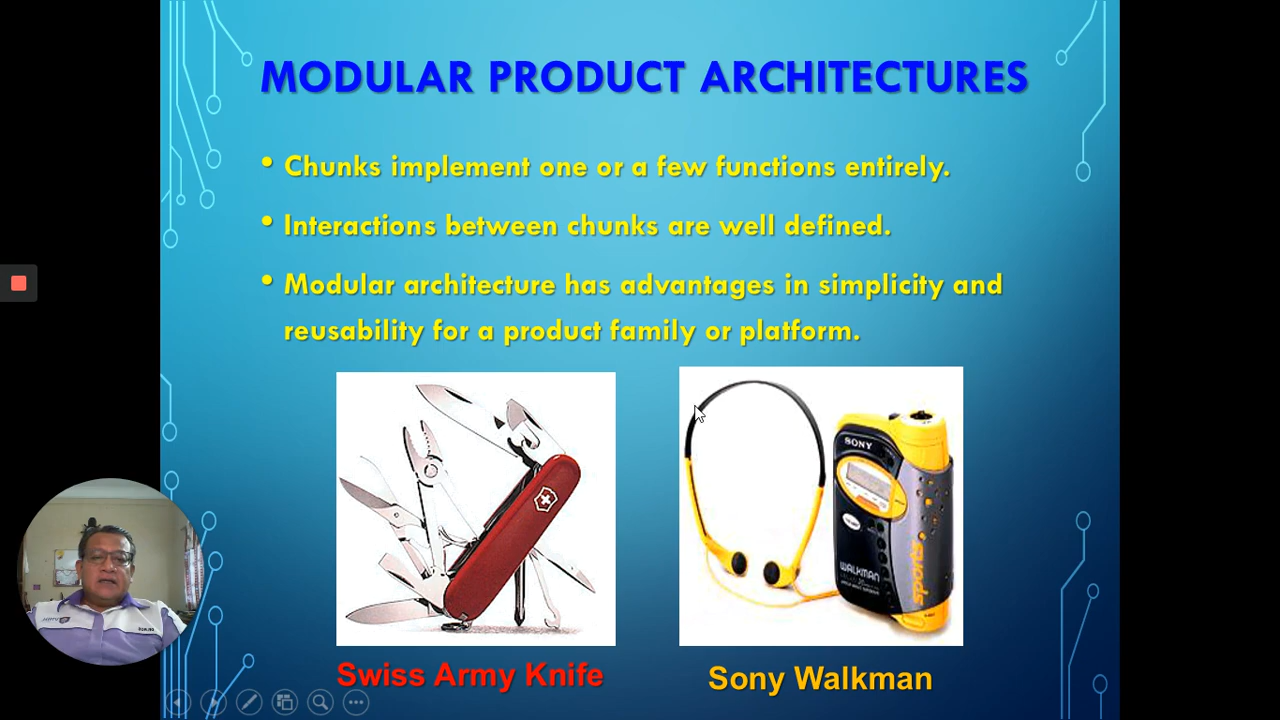 MODULAR PRODUCT ARCHITECTURES
• Chunks implement one or a few functions entirely.
• Interactions between chunks are well defined.
• Modular architecture has advantages in simplicity and
reusability for a product family or platform.
SONY
WALKMAN
sports
Swiss Army Knife
Sony Walkman